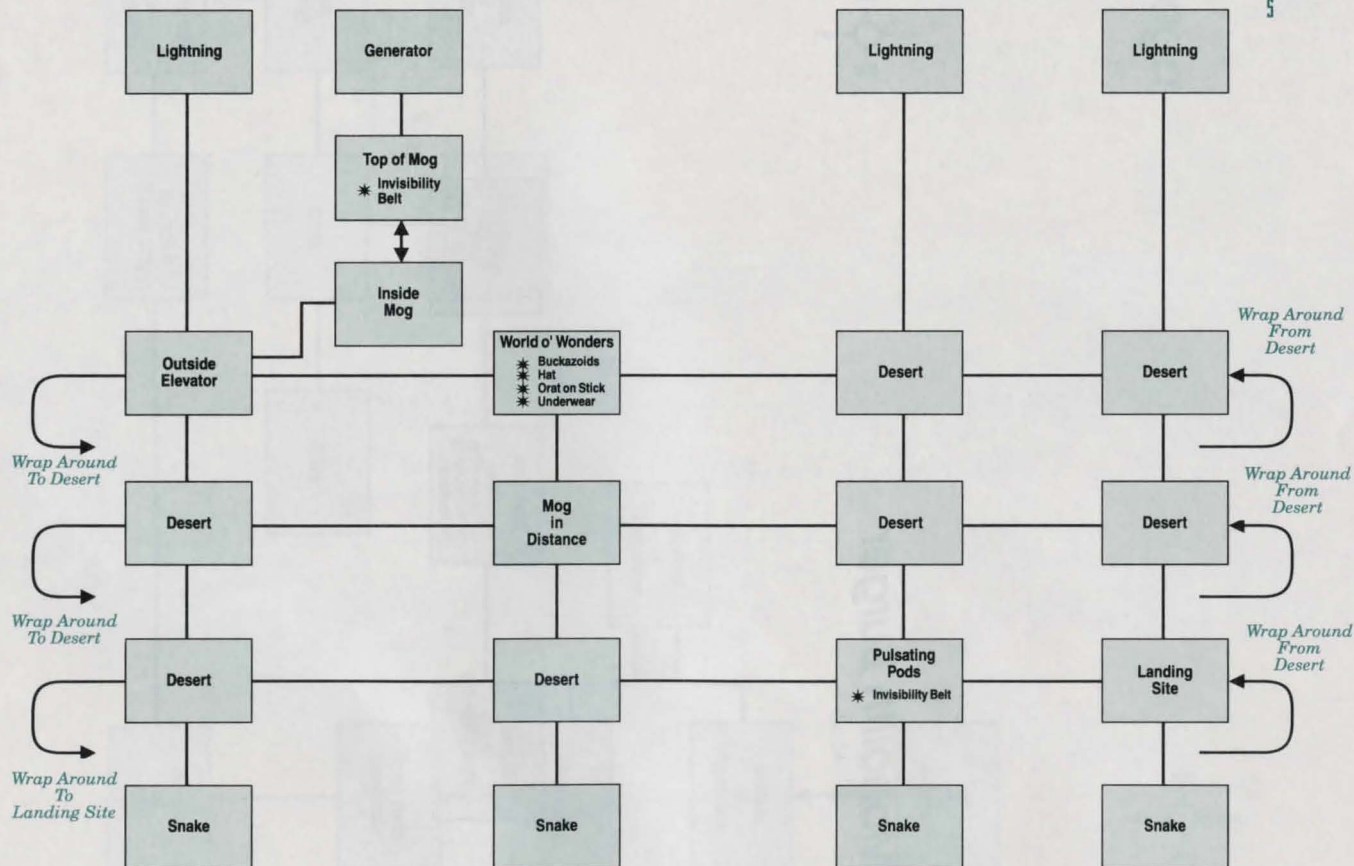 5
Lightning
Generator
Lightning
Lightning
Top of Mog
✷ Invisibility
Belt
Inside
Mog
Wrap Around
From
Desert
Outside
Elevator
World o' Wonders
✷ Buckazoids
✷ Hat
✷ Orat on Stick
✷ Underwear
Desert
Desert
Wrap Around
To Desert
Wrap Around
From
Desert
Desert
Mog
in
Distance
Desert
Desert
Wrap Around
To Desert
Wrap Around
From
Desert
Desert
Desert
Pulsating
Pods
✷ Invisibility Belt
Landing
Site
Wrap Around
To
Landing Site
Snake
Snake
Snake
Snake